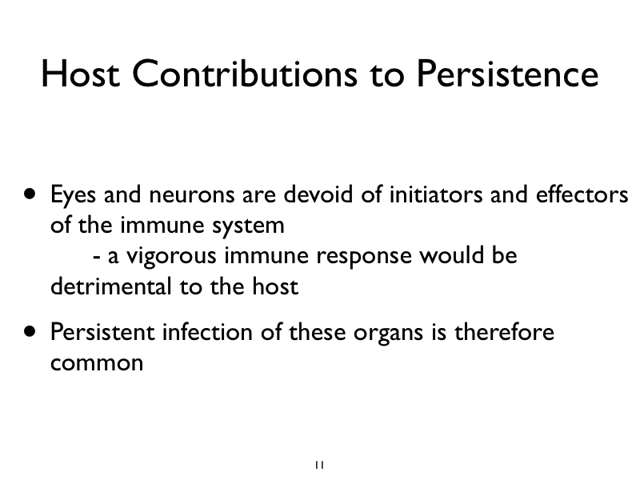 Host Contributions to Persistence
• Eyes and neurons are devoid of initiators and effectors
of the immune system
- a vigorous immune response would be
detrimental to the host
• Persistent infection of these organs is therefore
common
11